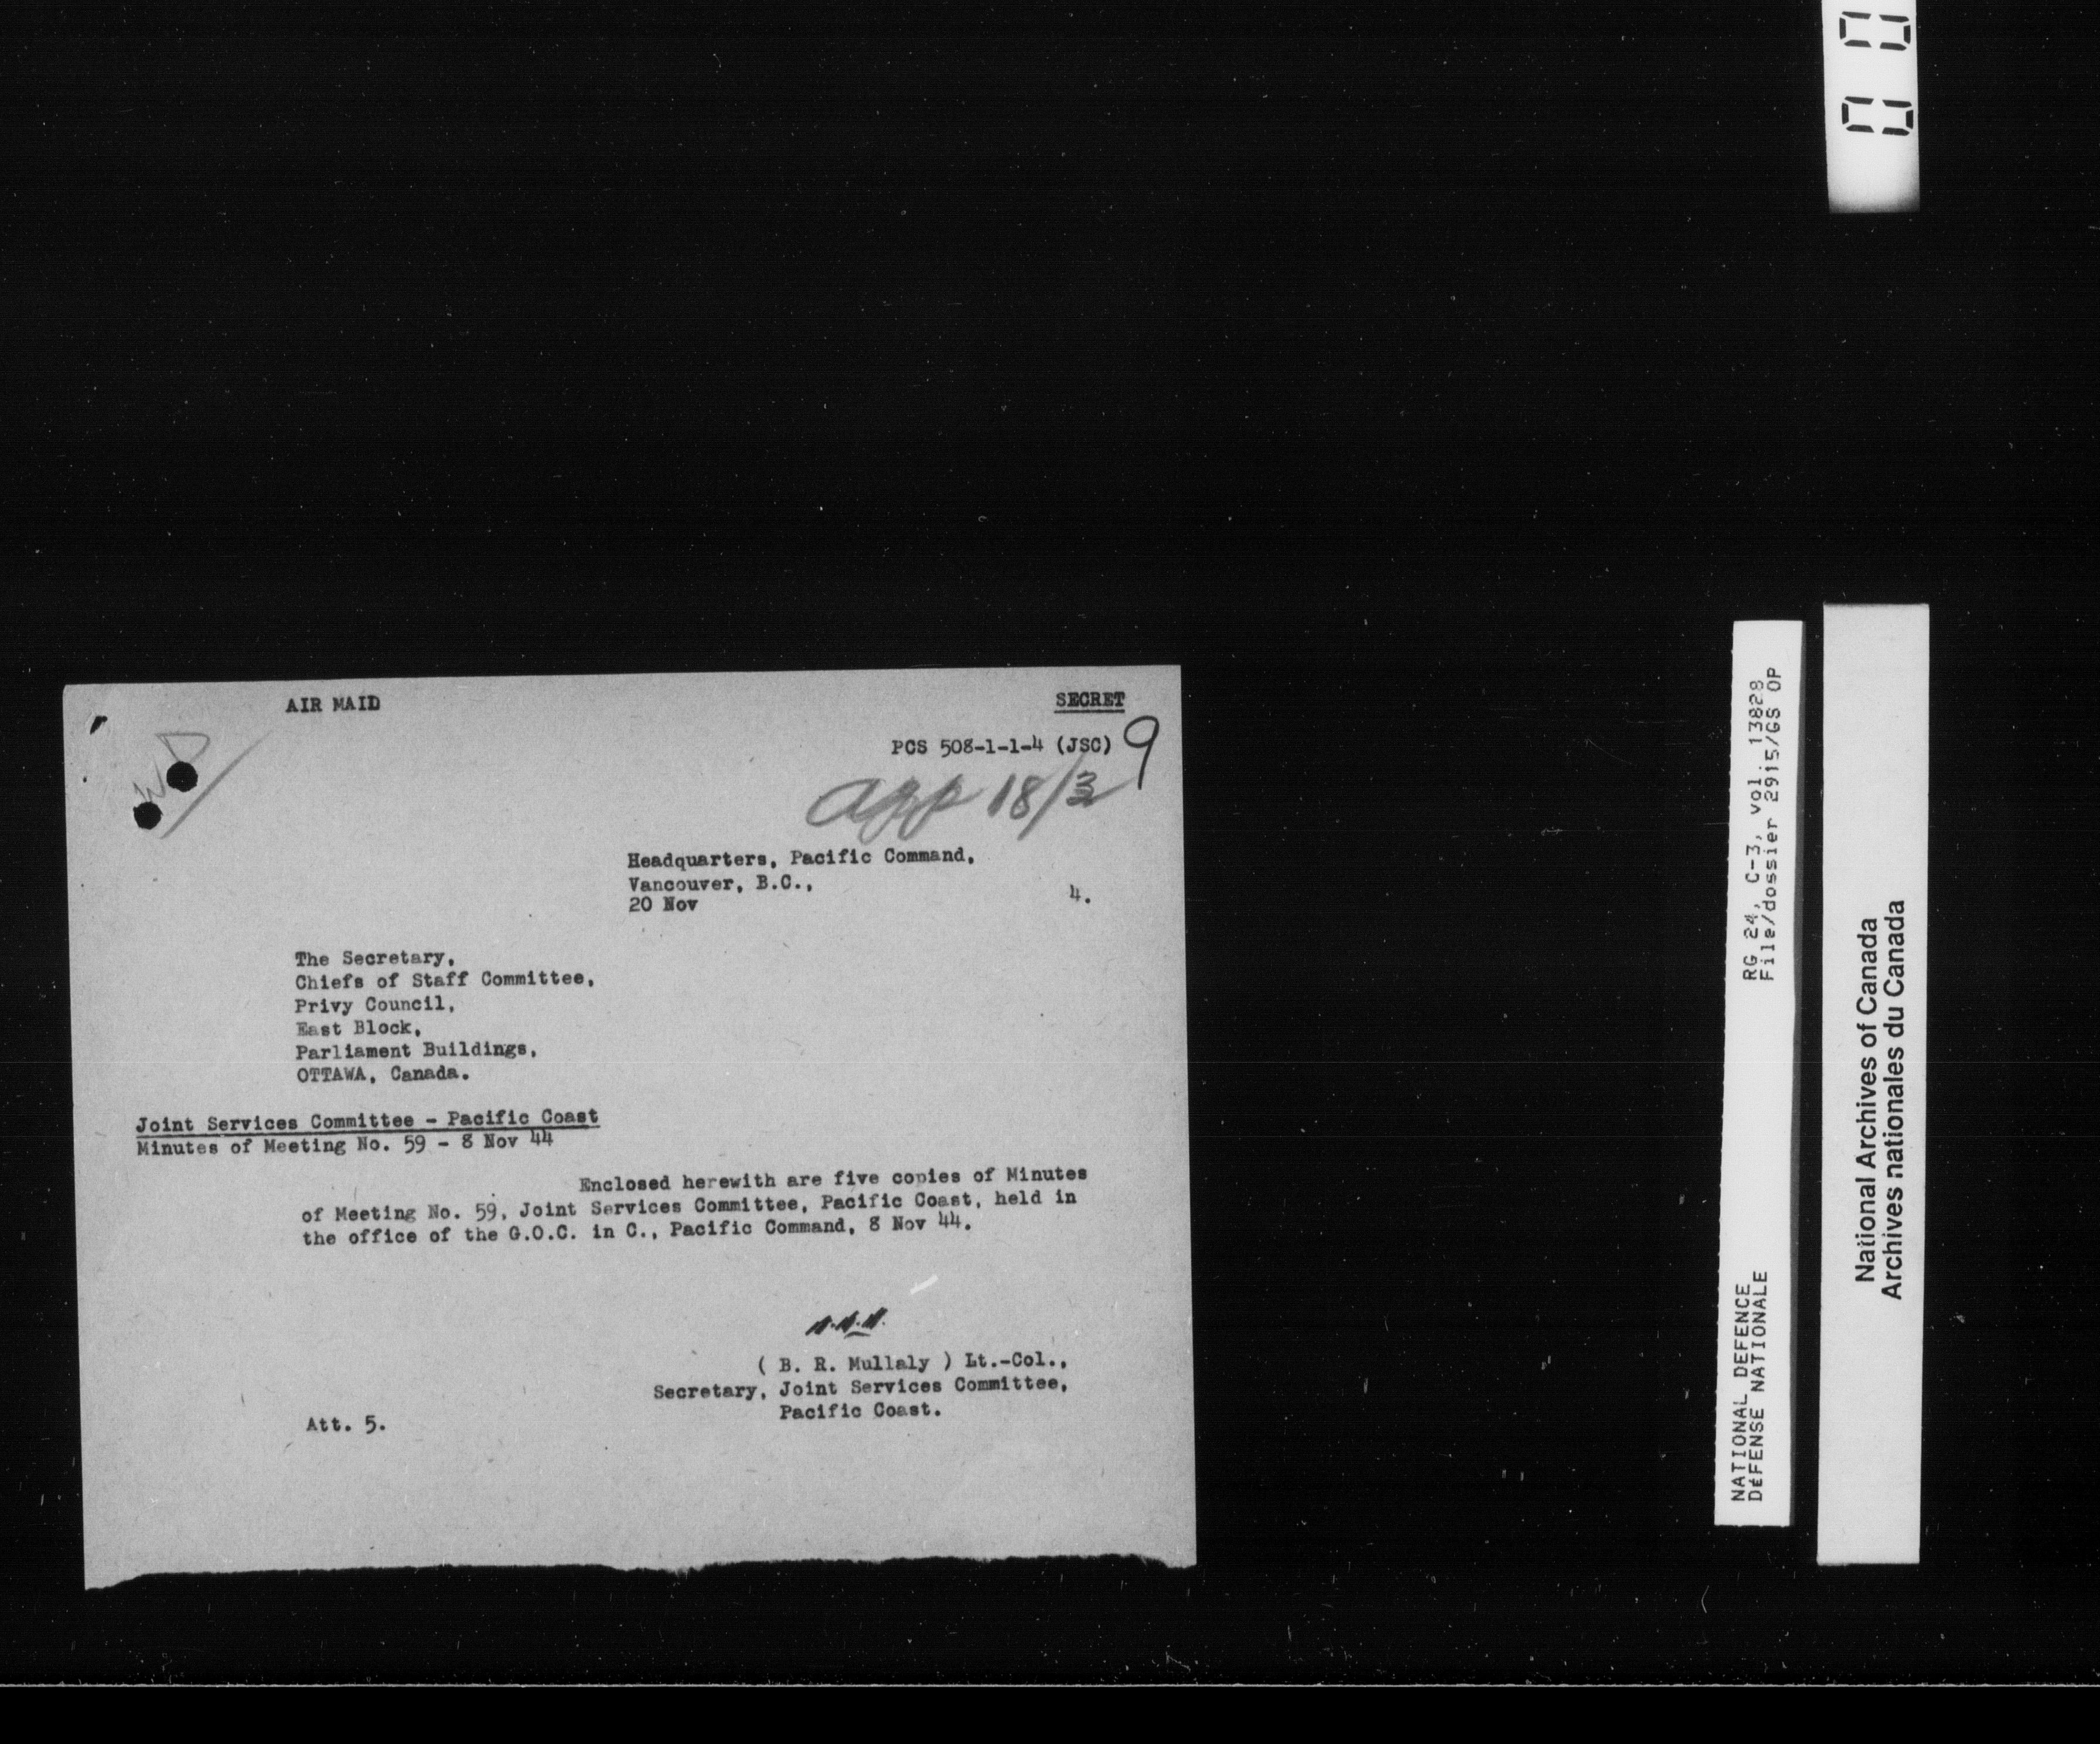 AIR MAID
SECRET
PCS 508-1-1-4 (JSC)
9
app 18/3
WD
Headquarters, Pacific Command,
Vancouver, B.C.,
20 Nov 4.
The Secretary,
Chiefs of Staff Committee,
Privy Council,
East Block,
Parliament Buildings,
OTTAWA, Canada.
Joint Services Committee - Pacific Coast
Minutes of Meeting No. 59 - 8 Nov 44
Enclosed herewith are five copies of Minutes
of Meeting No. 59, Joint Services Committee, Pacific Coast, held in
the office of the G.O.C. in C., Pacific Command, 8 Nov 44.
( B. R. Mullaly ) Lt.-Col.,
Secretary, Joint Services Committee,
Pacific Coast.
Att. 5.
RG 24, C-3, vol. 13828
File/dossier 2915/GS OP
NATIONAL DEFENCE
DéFENSE NATIONALE
National Archives of Canada
Archives nationales du Canada